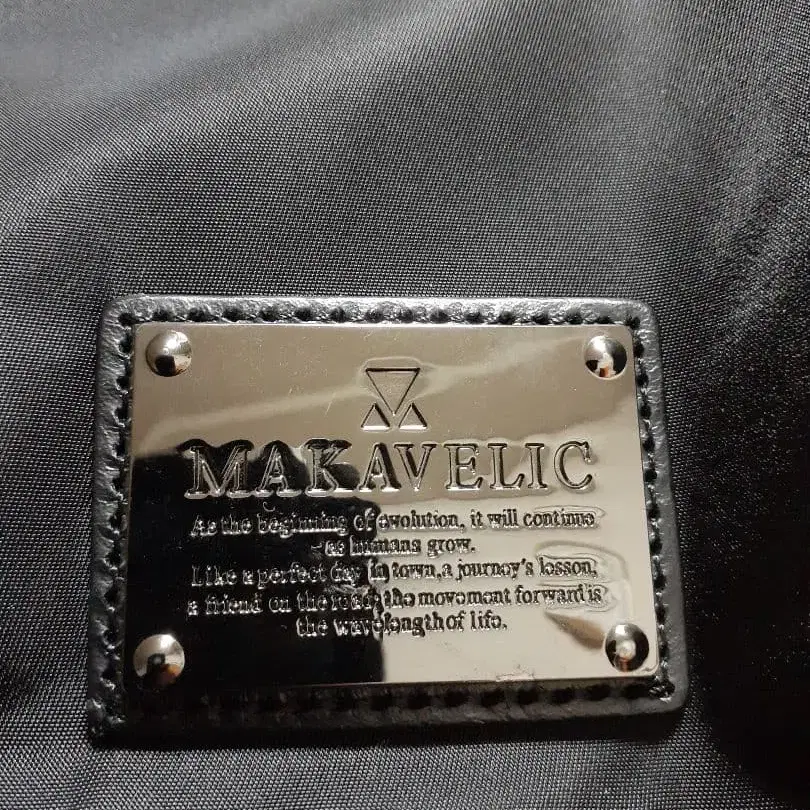 MAKAVELIC
As the beginning of evolution, it will continue
as humans grow.
Like a perfect day in town, a journey's lesson,
a friend on the road, the movement forward is
the wavelength of life.